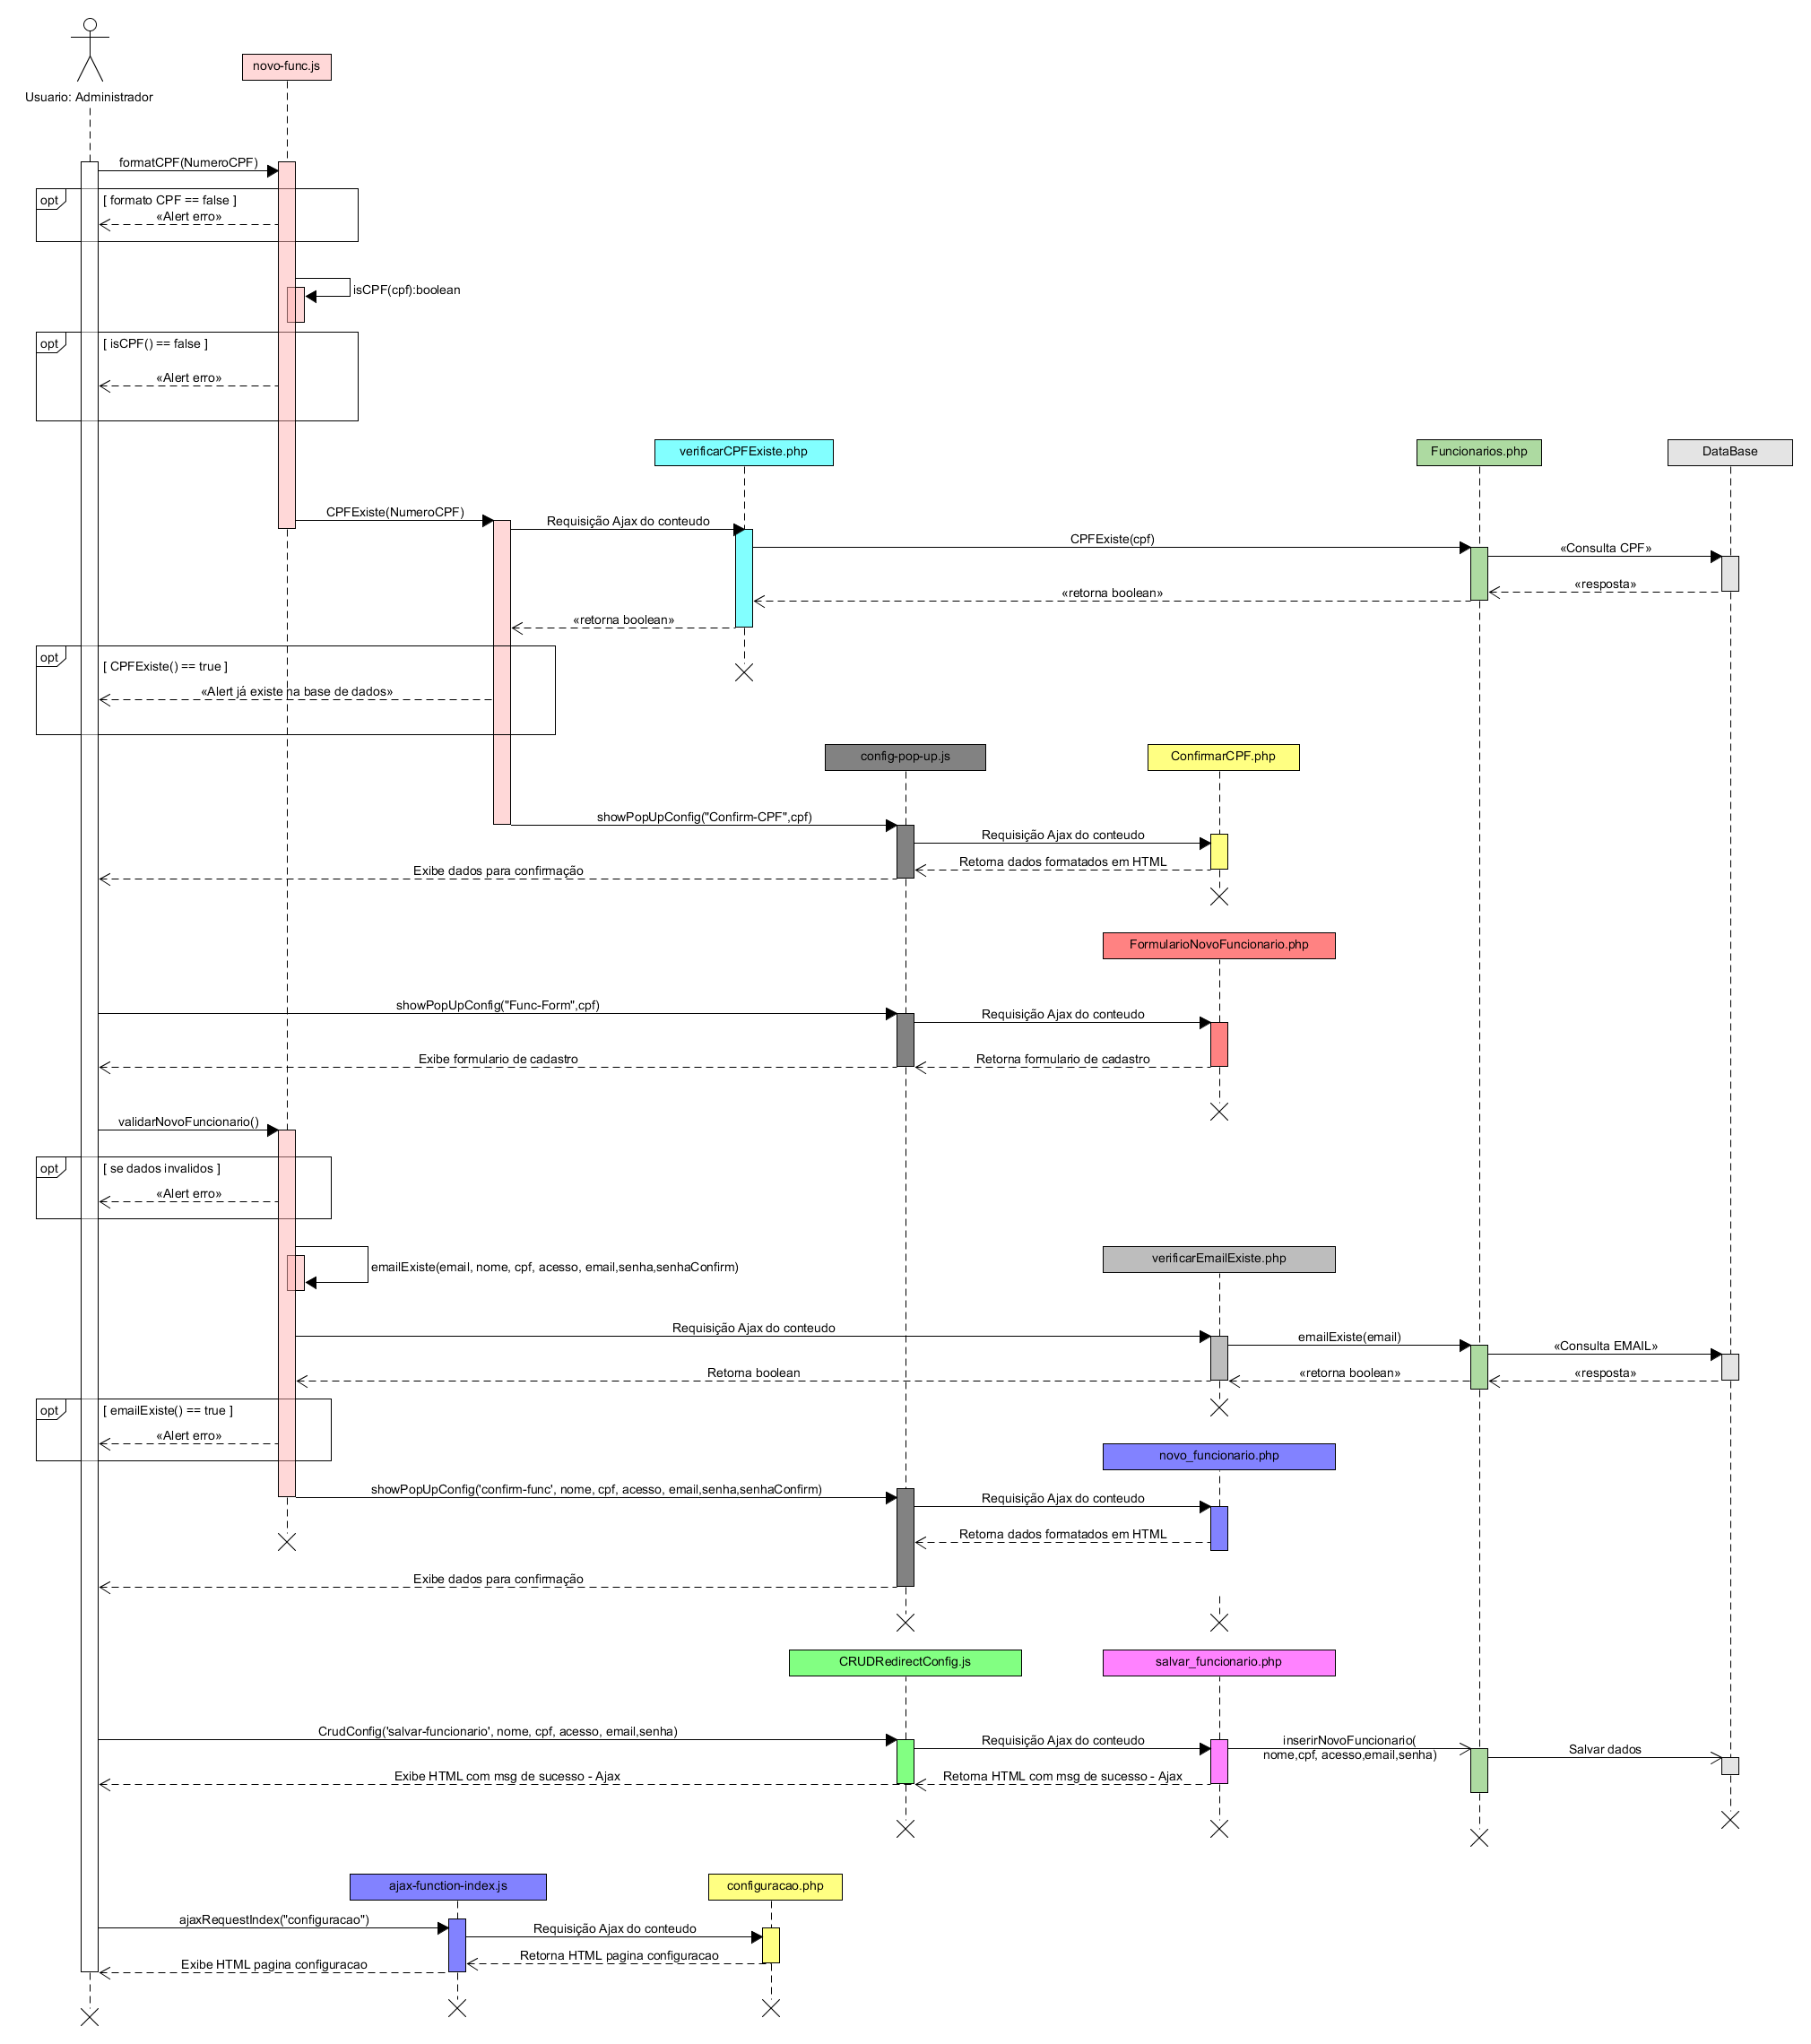 novo-func.js
Usuario: Administrador
formatCPF(NumeroCPF)
opt
[ formato CPF == false ]
«Alert erro»
isCPF(cpf):boolean
opt
[ isCPF() == false ]
«Alert erro»
verificarCPFExiste.php
Funcionarios.php
DataBase
CPFExiste(NumeroCPF)
Requisição Ajax do conteudo
CPFExiste(cpf)
«Consulta CPF»
«resposta»
«retorna boolean»
«retorna boolean»
opt
[ CPFExiste() == true ]
«Alert já existe na base de dados»
config-pop-up.js
ConfirmarCPF.php
showPopUpConfig("Confirm-CPF",cpf)
Requisição Ajax do conteudo
Retorna dados formatados em HTML
Exibe dados para confirmação
FormularioNovoFuncionario.php
showPopUpConfig("Func-Form",cpf)
Requisição Ajax do conteudo
Exibe formulario de cadastro
Retorna formulario de cadastro
validarNovoFuncionario()
opt
[ se dados invalidos ]
«Alert erro»
verificarEmailExiste.php
emailExiste(email, nome, cpf, acesso, email,senha,senhaConfirm)
Requisição Ajax do conteudo
emailExiste(email)
«Consulta EMAIL»
Retorna boolean
«retorna boolean»
«resposta»
opt
[ emailExiste() == true ]
«Alert erro»
novo_funcionario.php
showPopUpConfig('confirm-func', nome, cpf, acesso, email,senha,senhaConfirm)
Requisição Ajax do conteudo
Retorna dados formatados em HTML
Exibe dados para confirmação
CRUDRedirectConfig.js
salvar_funcionario.php
CrudConfig('salvar-funcionario', nome, cpf, acesso, email,senha)
Requisição Ajax do conteudo
inserirNovoFuncionario(
nome,cpf, acesso,email,senha)
Salvar dados
Exibe HTML com msg de sucesso - Ajax
Retorna HTML com msg de sucesso - Ajax
ajax-function-index.js
configuracao.php
ajaxRequestIndex("configuracao")
Requisição Ajax do conteudo
Retorna HTML pagina configuracao
Exibe HTML pagina configuracao